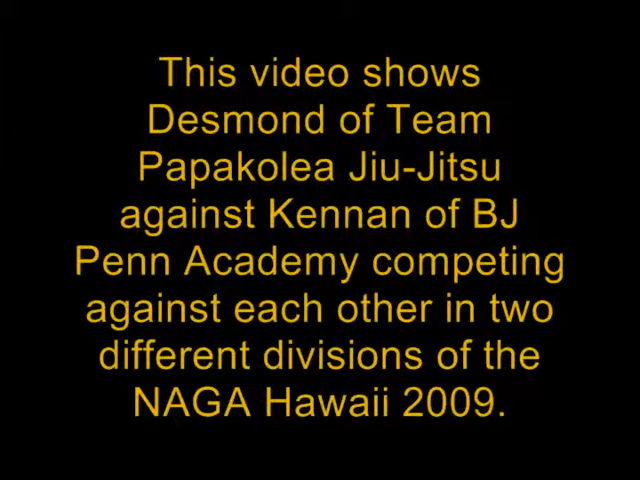 This video shows
Desmond of Team
Papakolea Jiu-Jitsu
against Kennan of BJ
Penn Academy competing
against each other in two
different divisions of the
NAGA Hawaii 2009.